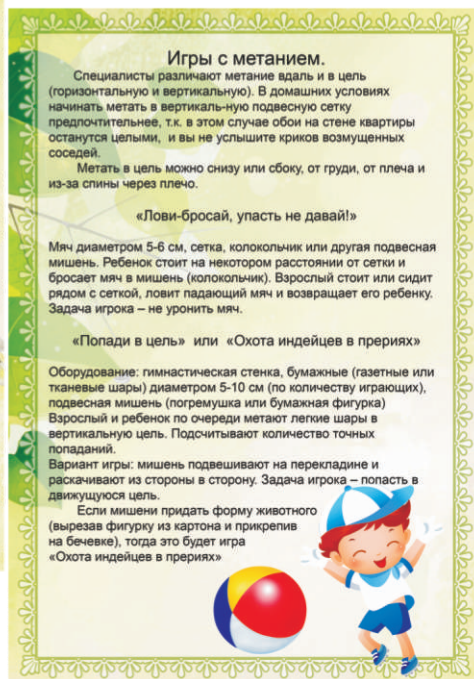 Игры с метанием.
Специалисты различают метание вдаль и в цель
(горизонтальную и вертикальную). В домашних условиях
начинать метать в вертикаль-ную подвесную сетку
предпочтительнее, т.к. в этом случае обои на стене квартиры
останутся целыми, и вы не услышите криков возмущенных
соседей.
Метать в цель можно снизу или сбоку, от груди, от плеча и
из-за спины через плечо.
«Лови-бросай, упасть не давай!»
Мяч диаметром 5-6 см, сетка, колокольчик или другая подвесная
мишень. Ребенок стоит на некотором расстоянии от сетки и
бросает мяч в мишень (колокольчик). Взрослый стоит или сидит
рядом с сеткой, ловит падающий мяч и возвращает его ребенку.
Задача игрока – не уронить мяч.
«Попади в цель» или «Охота индейцев в прериях»
Оборудование: гимнастическая стенка, бумажные (газетные или
тканевые шары) диаметром 5-10 см (по количеству играющих),
подвесная мишень (погремушка или бумажная фигурка)
Взрослый и ребенок по очереди метают легкие шары в
вертикальную цель. Подсчитывают количество точных
попаданий.
Вариант игры: мишень подвешивают на перекладине и
раскачивают из стороны в сторону. Задача игрока – попасть в
движущуюся цель.
Если мишени придать форму животного
(вырезав фигурку из картона и прикрепив
на бечевке), тогда это будет игра
«Охота индейцев в прериях»